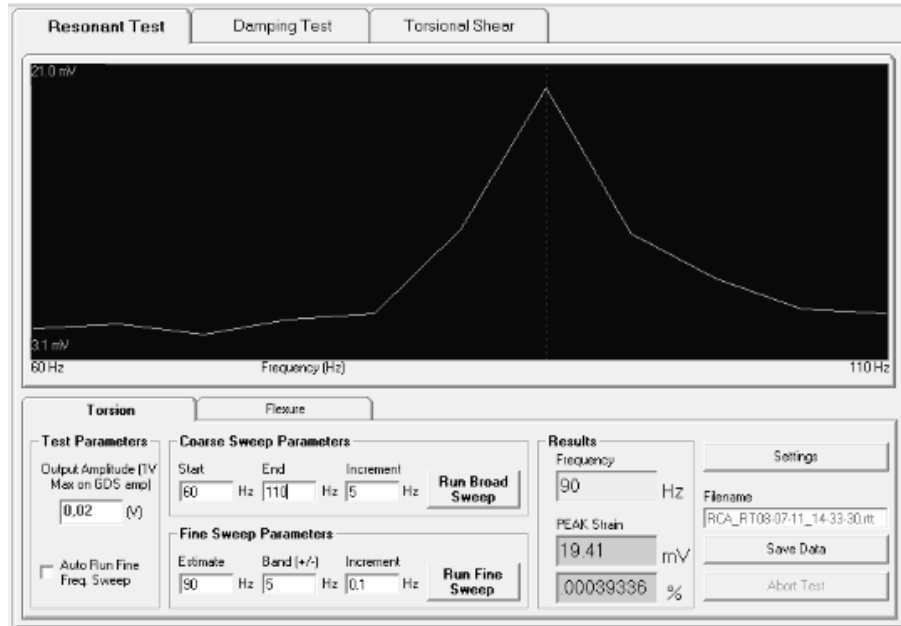 Resonant Test
Damping Test
Torsional Shear
21.0 mV
3.1 mV
60 Hz
Frequency (Hz)
110 Hz
Torsion
Flexure
Test Parameters
Output Amplitude (1V
Max on GDS amp)
0,02 (V)
Auto Run Fine
Freq. Sweep
Coarse Sweep Parameters
Start End Increment
60 Hz 110 Hz 5 Hz
Run Broad
Sweep
Fine Sweep Parameters
Estimate Band (+/-) Increment
90 Hz 5 Hz 0.1 Hz
Run Fine
Sweep
Results
Frequency
90 Hz
PEAK Strain
19.41 mV
.00039336 %
Settings
Filename
RCA_RT08-07-11_14-33-30.rtt
Save Data
Abort Test